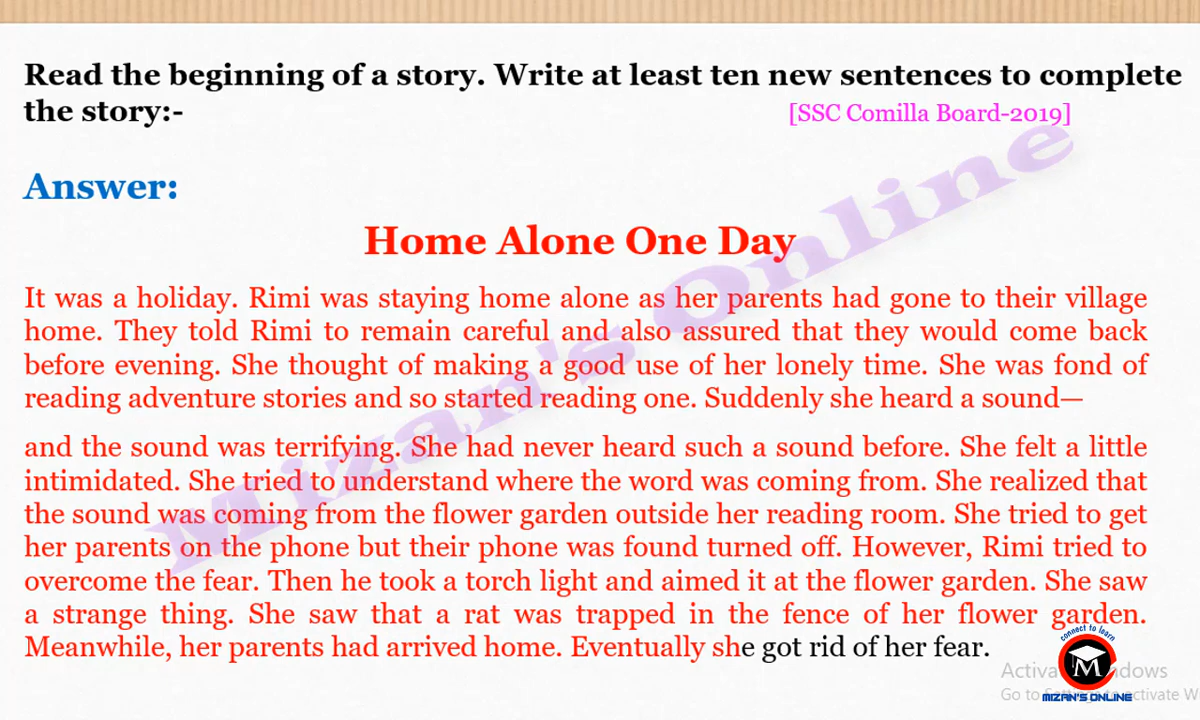 Read the beginning of a story. Write at least ten new sentences to complete
the story:-
[SSC Comilla Board-2019]
Answer:
Home Alone One Day
It was a holiday. Rimi was staying home alone as her parents had gone to their village
home. They told Rimi to remain careful and also assured that they would come back
before evening. She thought of making a good use of her lonely time. She was fond of
reading adventure stories and so started reading one. Suddenly she heard a sound—
and the sound was terrifying. She had never heard such a sound before. She felt a little
intimidated. She tried to understand where the word was coming from. She realized that
the sound was coming from the flower garden outside her reading room. She tried to get
her parents on the phone but their phone was found turned off. However, Rimi tried to
overcome the fear. Then he took a torch light and aimed it at the flower garden. She saw
a strange thing. She saw that a rat was trapped in the fence of her flower garden.
Meanwhile, her parents had arrived home. Eventually she got rid of her fear.
Mizan's Online
connect to learn
M
MIZAN'S ONLINE
Activa ndows
Go to activate W